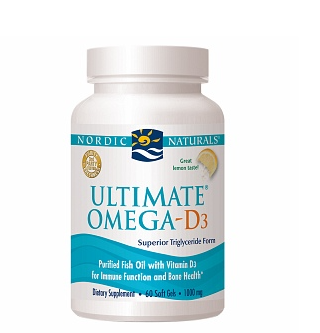 NORDIC NATURALS®
Great
lemon taste!
ULTIMATE®
OMEGA-D3
Superior Triglyceride Form
Purified Fish Oil with Vitamin D3
for Immune Function and Bone Health*
Dietary Supplement • 60 Soft Gels • 1000 mg